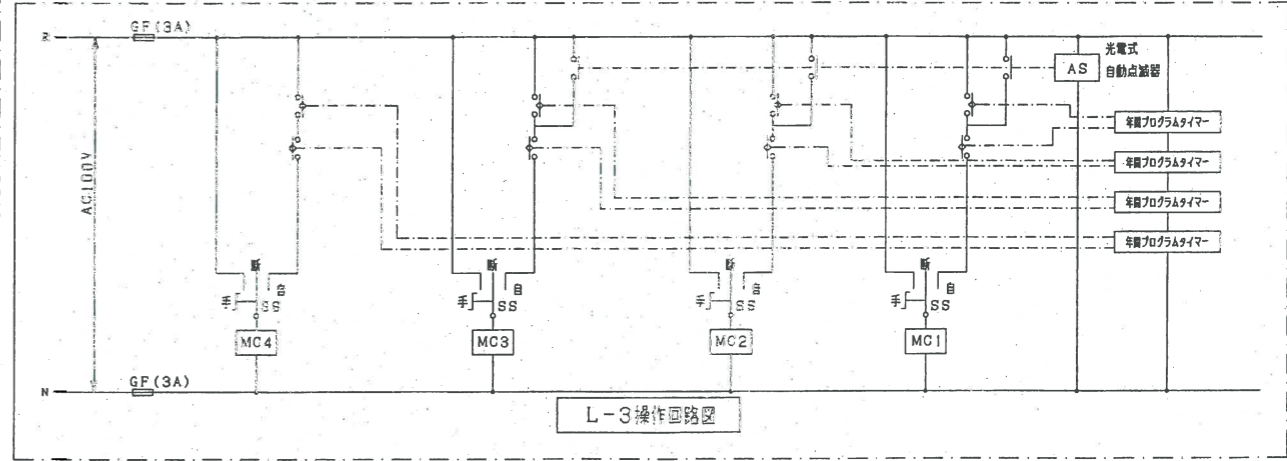 GF(3A)
R
光電式
AS
自動点滅器
年間プログラムタイマー
年間プログラムタイマー
年間プログラムタイマー
年間プログラムタイマー
AC100V
断
断
断
断
手
自
手
自
手
自
手
自
SS
SS
SS
SS
MC4
MC3
MC2
MC1
N
GF(3A)
L-3操作回路図